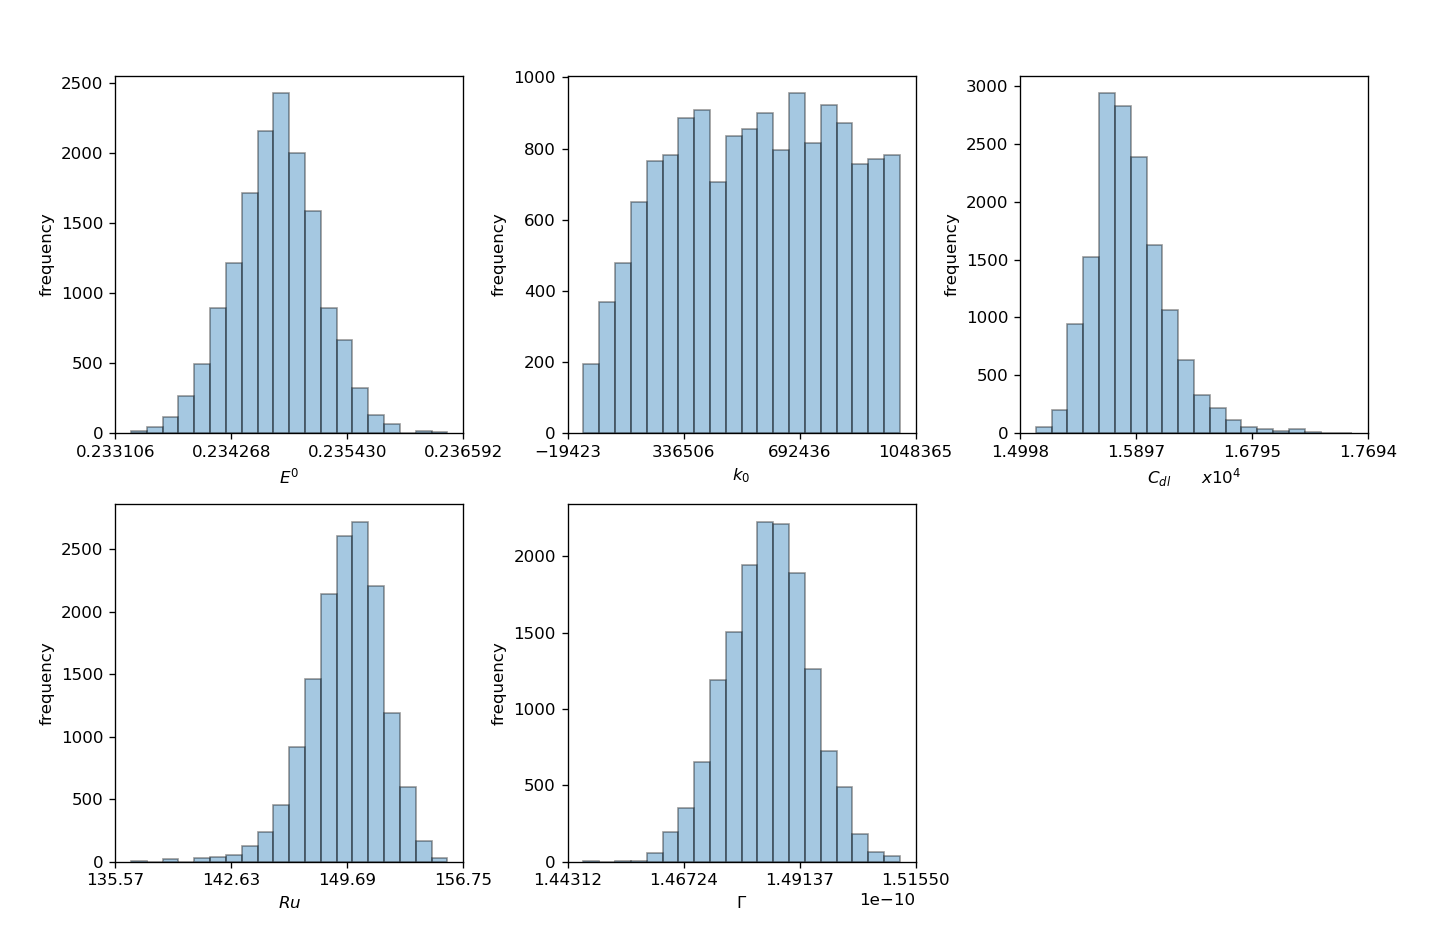 2500
2000
1500
1000
500
0
frequency
0.233106 0.234268 0.235430 0.236592
E⁰
1000
800
600
400
200
0
frequency
−19423 336506 692436 1048365
k₀
3000
2500
2000
1500
1000
500
0
frequency
1.4998 1.5897 1.6795 1.7694
C_dl x10⁴
2500
2000
1500
1000
500
0
frequency
135.57 142.63 149.69 156.75
Ru
2000
1500
1000
500
0
frequency
1.44312 1.46724 1.49137 1.51550
1e−10
Γ